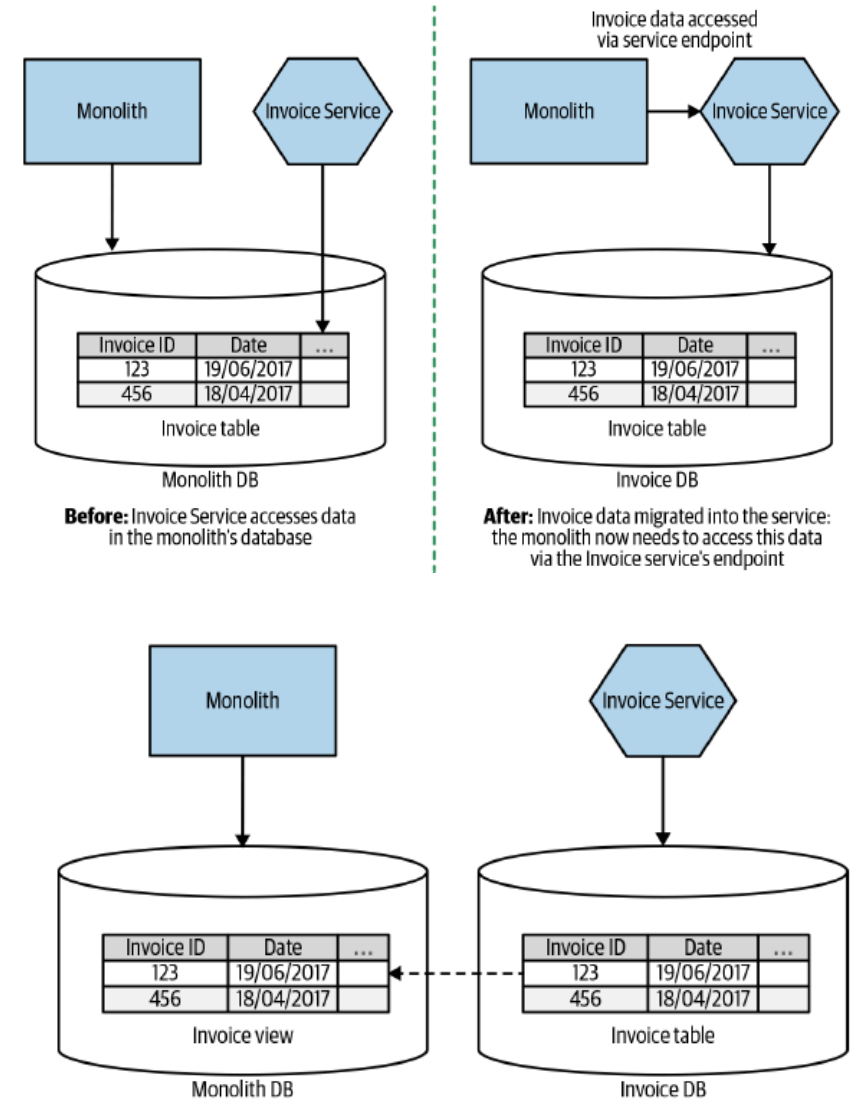 Invoice data accessed
via service endpoint
Monolith
Invoice Service
Monolith
Invoice Service
Invoice ID Date ...
123 19/06/2017
456 18/04/2017
Invoice table
Monolith DB
Before: Invoice Service accesses data
in the monolith's database
Invoice ID Date ...
123 19/06/2017
456 18/04/2017
Invoice table
Invoice DB
After: Invoice data migrated into the service:
the monolith now needs to access this data
via the Invoice service's endpoint
Monolith
Invoice Service
Invoice ID Date ...
123 19/06/2017
456 18/04/2017
Invoice view
Monolith DB
Invoice ID Date ...
123 19/06/2017
456 18/04/2017
Invoice table
Invoice DB